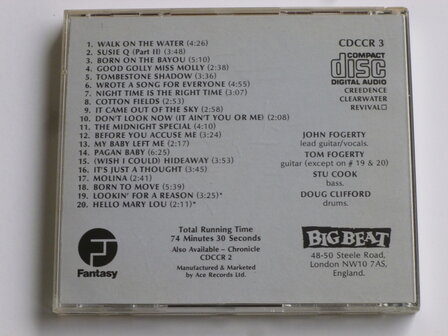 1. WALK ON THE WATER (4:26)
2. SUSIE Q (Part II) (3:48)
3. BORN ON THE BAYOU (5:10)
4. GOOD GOLLY MISS MOLLY (2:38)
5. TOMBESTONE SHADOW (3:36)
6. WROTE A SONG FOR EVERYONE (4:55)
7. NIGHT TIME IS THE RIGHT TIME (3:07)
8. COTTON FIELDS (2:53)
9. IT CAME OUT OF THE SKY (2:58)
10. DON'T LOOK NOW (IT AIN'T YOU OR ME) (2:08)
11. THE MIDNIGHT SPECIAL (4:10)
12. BEFORE YOU ACCUSE ME (3:24)
13. MY BABY LEFT ME (2:17)
14. PAGAN BABY (6:25)
15. (WISH I COULD) HIDEAWAY (3:53)
16. IT'S JUST A THOUGHT (3:45)
17. MOLINA (2:41)
18. BORN TO MOVE (5:39)
19. LOOKIN' FOR A REASON (3:25)*
20. HELLO MARY LOU (2:11)*
CDCCR 3
COMPACT
disc
DIGITAL AUDIO
CREEDENCE
CLEARWATER
REVIVAL
JOHN FOGERTY
lead guitar/vocals.
TOM FOGERTY
guitar (except on # 19 & 20)
STU COOK
bass.
DOUG CLIFFORD
drums.
Fantasy
Total Running Time
74 Minutes 30 Seconds
Also Available – Chronicle
CDCCR 2
Manufactured & Marketed
by Ace Records Ltd.
BIG BEAT
48-50 Steele Road,
London NW10 7AS,
England.